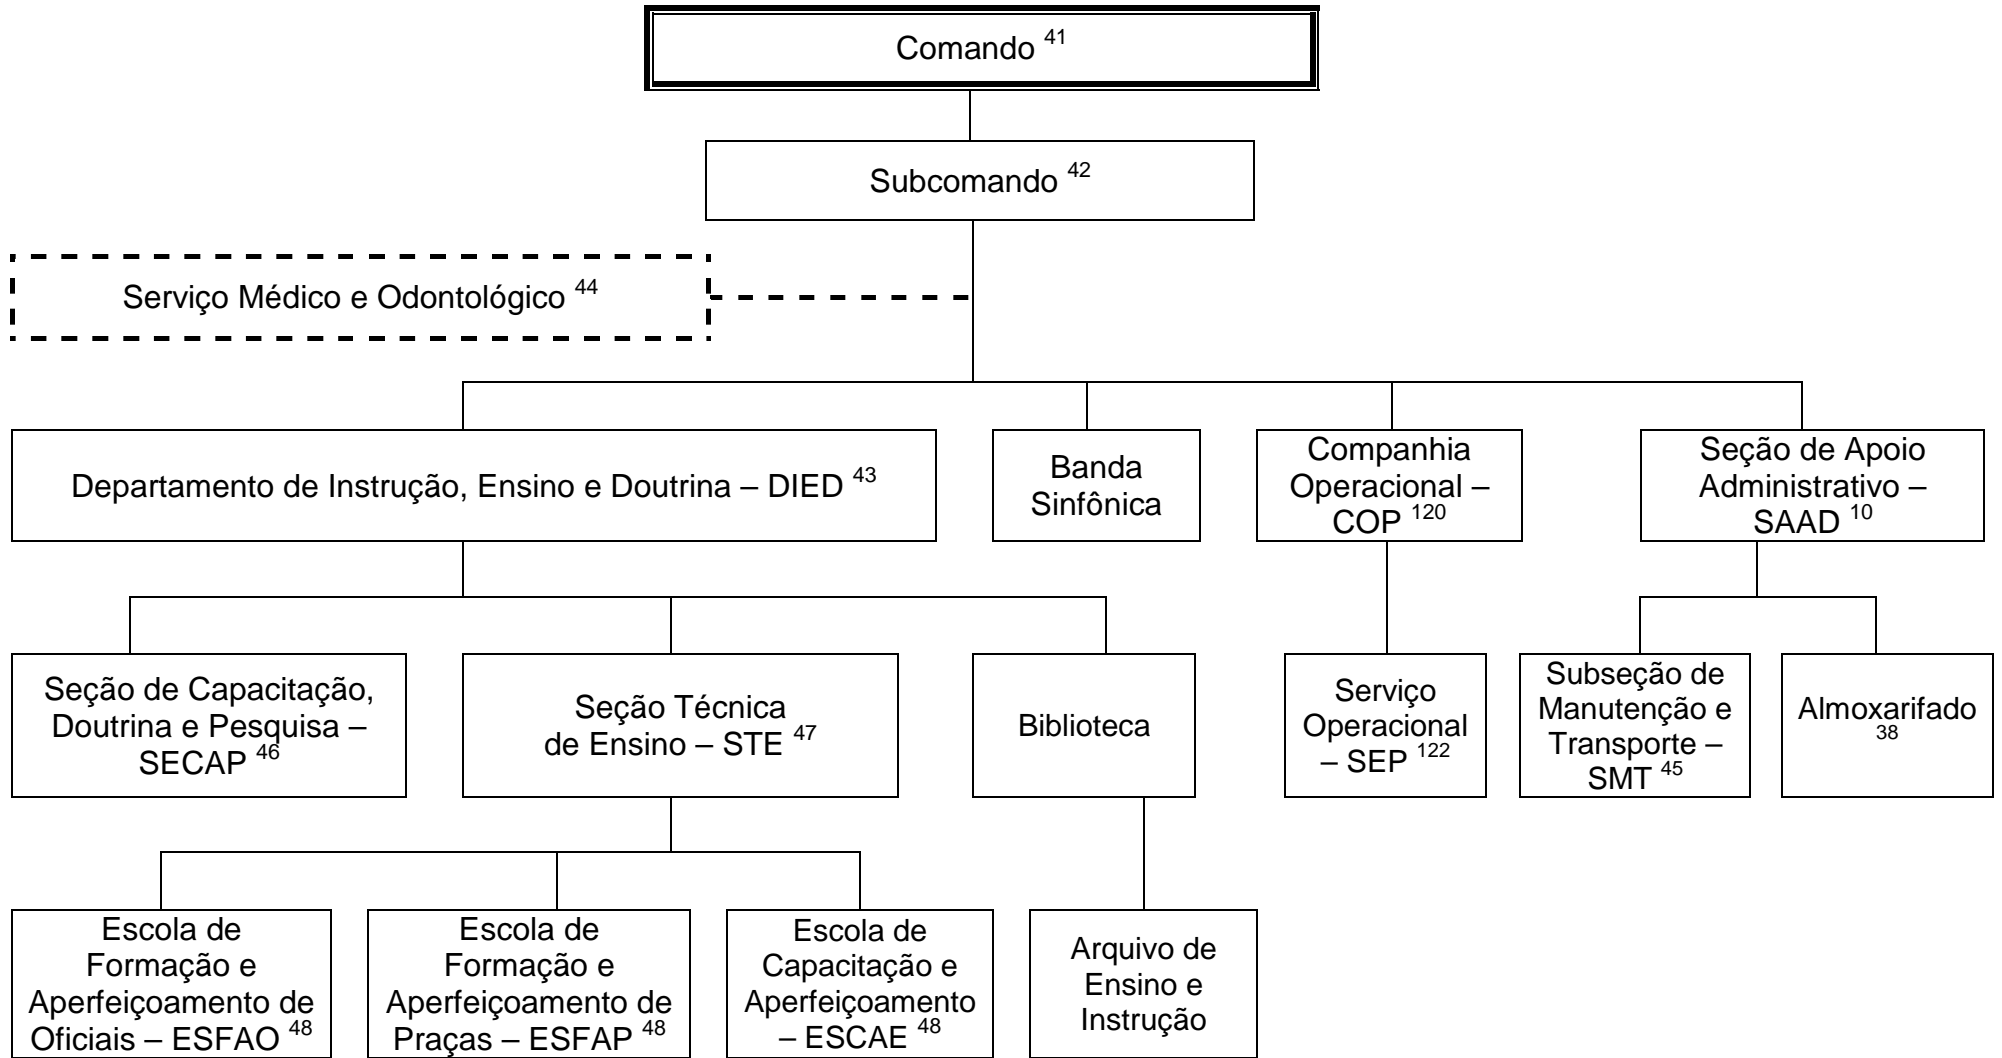 Comando 41
Subcomando 42
Serviço Médico e Odontológico 44
Departamento de Instrução, Ensino e Doutrina – DIED 43
Banda
Sinfônica
Companhia
Operacional –
COP 120
Seção de Apoio
Administrativo –
SAAD 10
Seção de Capacitação,
Doutrina e Pesquisa –
SECAP 46
Seção Técnica
de Ensino – STE 47
Biblioteca
Serviço
Operacional
– SEP 122
Subseção de
Manutenção e
Transporte –
SMT 45
Almoxarifado
38
Escola de
Formação e
Aperfeiçoamento de
Oficiais – ESFAO 48
Escola de
Formação e
Aperfeiçoamento de
Praças – ESFAP 48
Escola de
Capacitação e
Aperfeiçoamento
– ESCAE 48
Arquivo de
Ensino e
Instrução